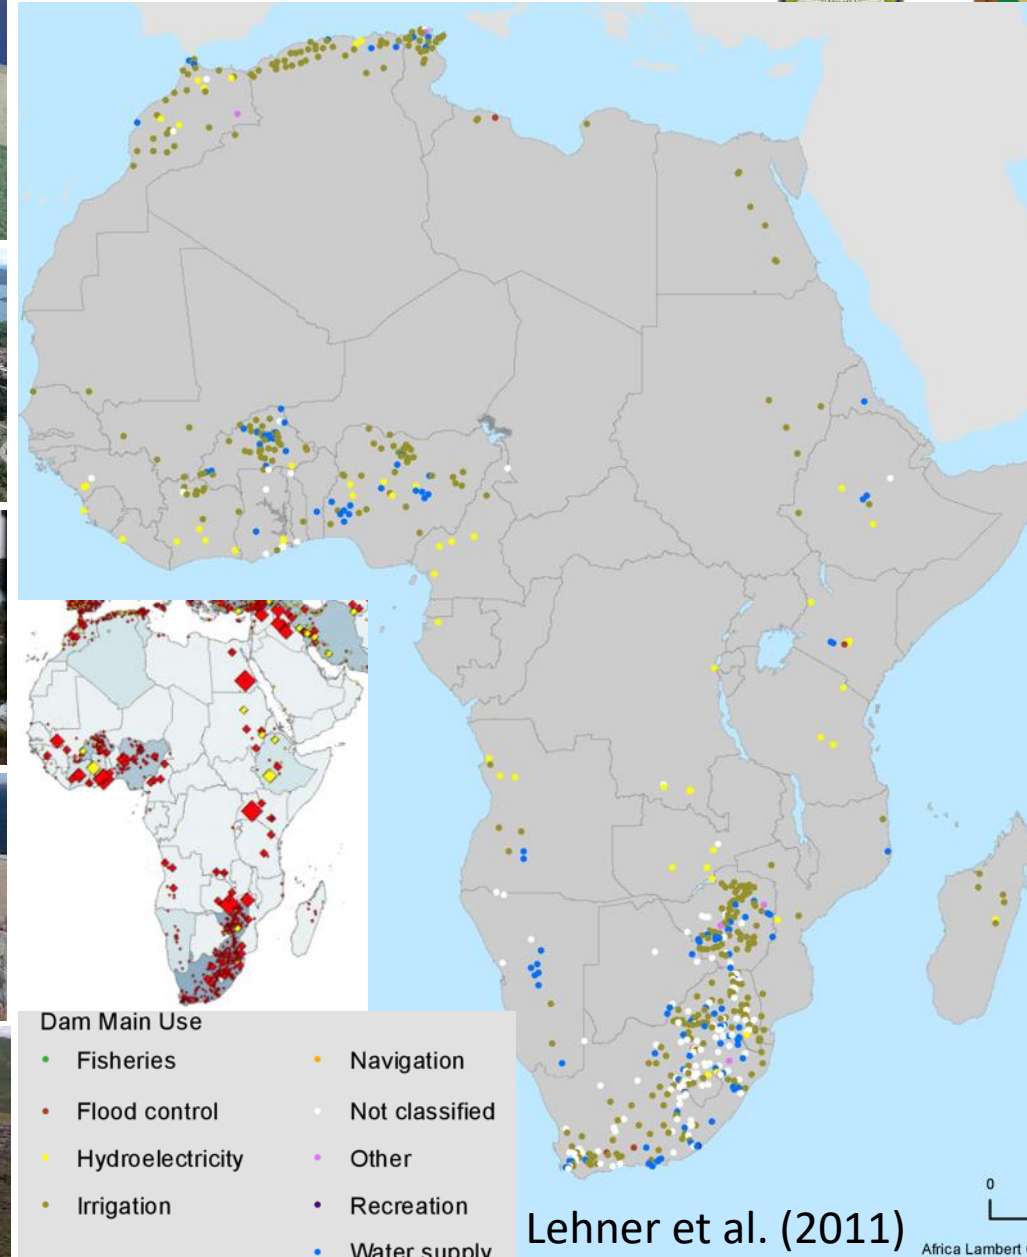 Dam Main Use
Fisheries
Navigation
Flood control
Not classified
Hydroelectricity
Other
Irrigation
Recreation
Water supply
0
Lehner et al. (2011)
Africa Lambert